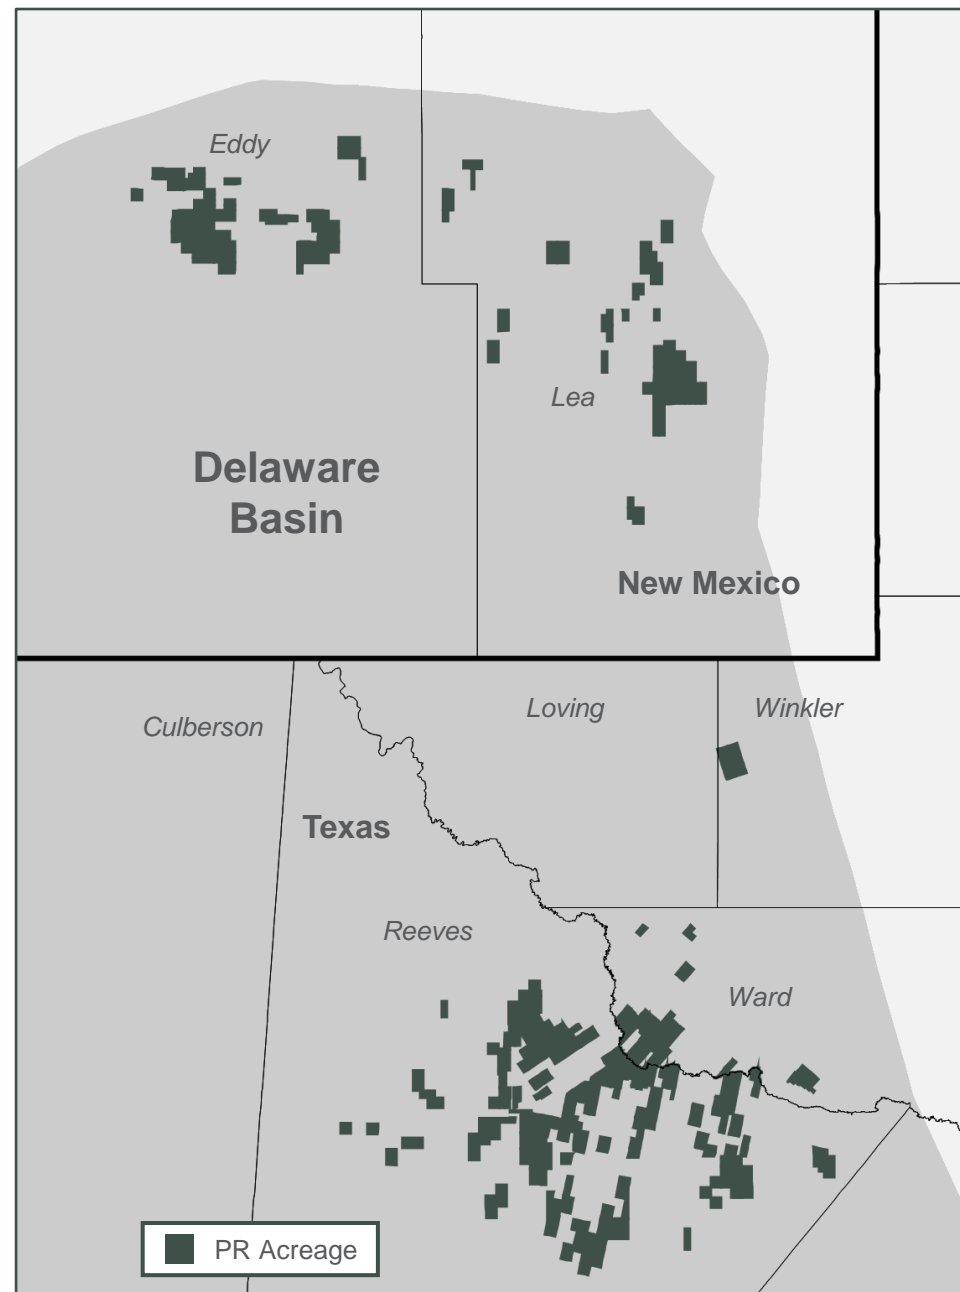 Eddy
Lea
Delaware
Basin
New Mexico
Culberson
Loving
Winkler
Texas
Reeves
Ward
PR Acreage